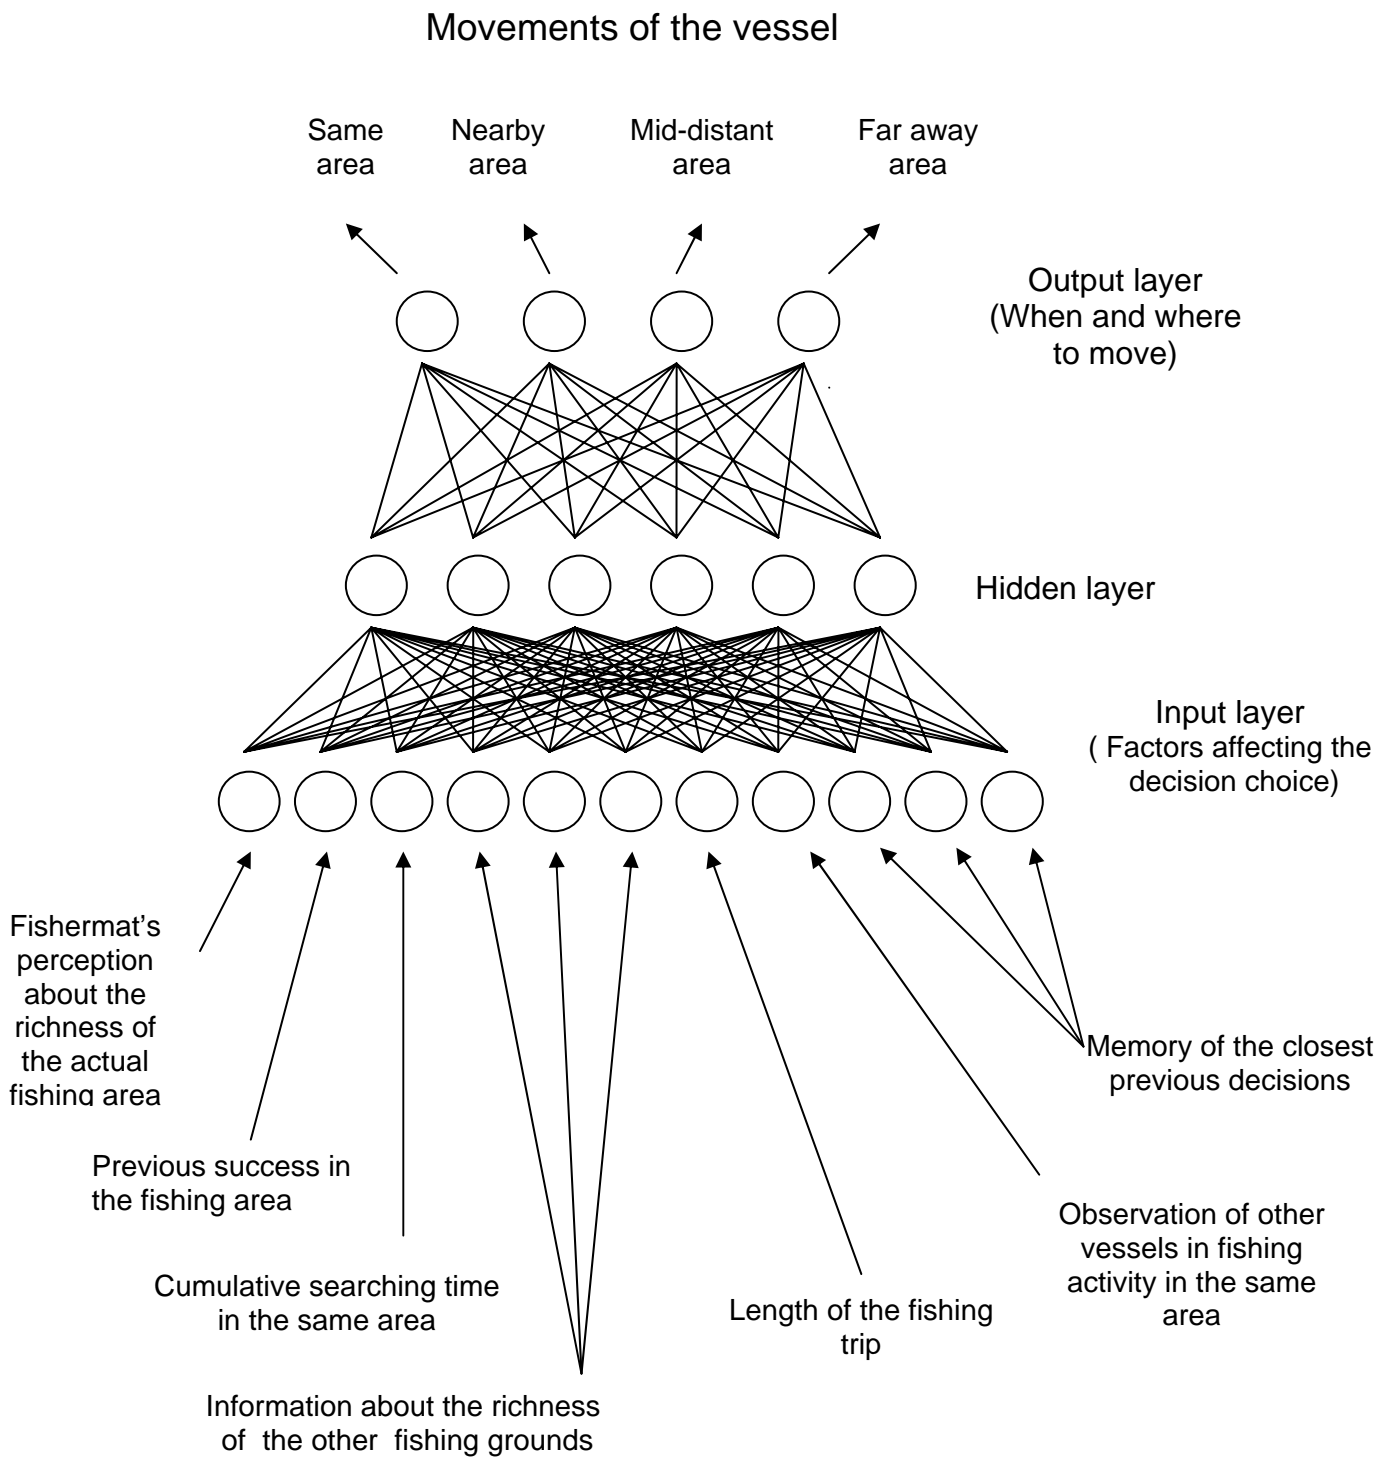 Movements of the vessel
Same
area
Nearby
area
Mid-distant
area
Far away
area
Output layer
(When and where
to move)
Hidden layer
Input layer
( Factors affecting the
decision choice)
Fishermat’s
perception
about the
richness of
the actual
fishing area
Memory of the closest
previous decisions
Previous success in
the fishing area
Observation of other
vessels in fishing
activity in the same
area
Cumulative searching time
in the same area
Length of the fishing
trip
Information about the richness
of the other fishing grounds